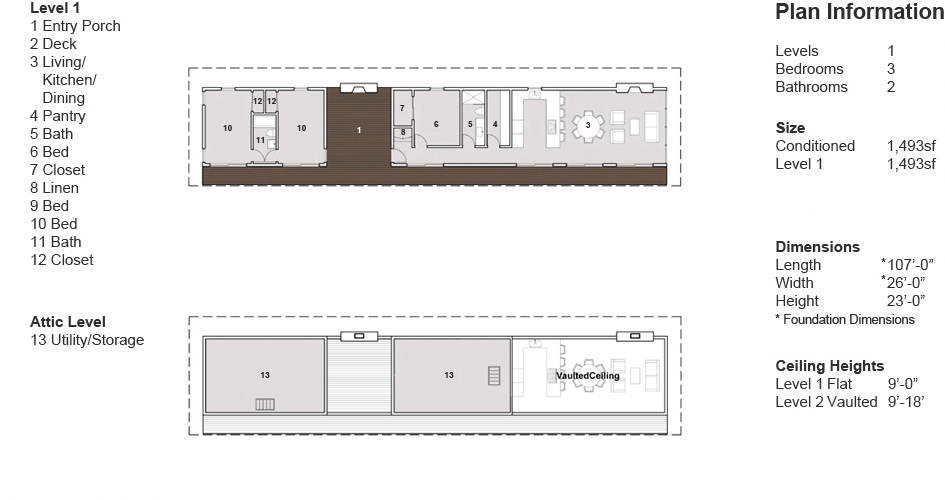 Level 1
1 Entry Porch
2 Deck
3 Living/
Kitchen/
Dining
4 Pantry
5 Bath
6 Bed
7 Closet
8 Linen
9 Bed
10 Bed
11 Bath
12 Closet
12 12
10
11
10
1
7
8
6
5
4
3
Plan Information
Levels 1
Bedrooms 3
Bathrooms 2
Size
Conditioned 1,493sf
Level 1 1,493sf
Dimensions
Length *107’-0”
Width *26’-0”
Height 23’-0”
* Foundation Dimensions
Ceiling Heights
Level 1 Flat 9’-0”
Level 2 Vaulted 9’-18’
Attic Level
13 Utility/Storage
13
13
VaultedCeiling